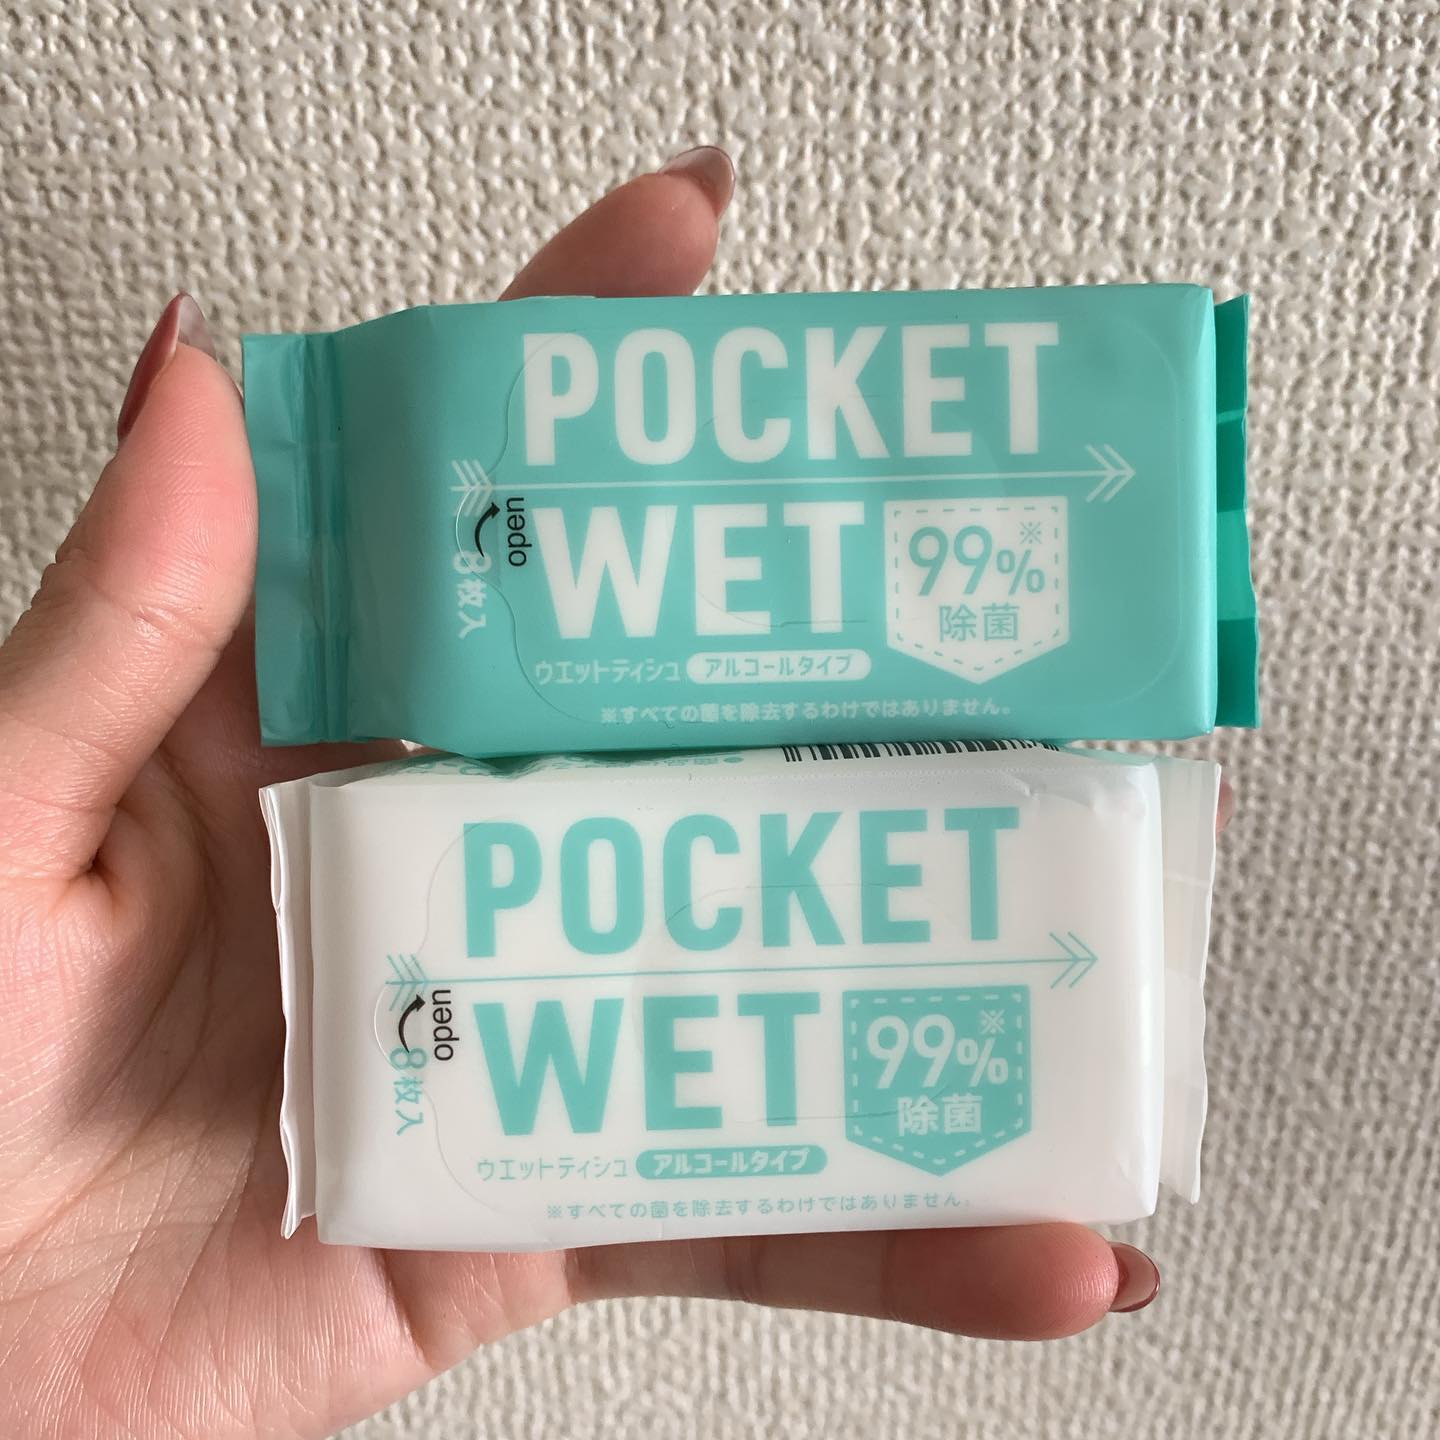 POCKET
open
8枚入
WET
99%※
除菌
ウエットティシュ アルコールタイプ
※すべての菌を除去するわけではありません。
POCKET
open
8枚入
WET
99%※
除菌
ウエットティシュ アルコールタイプ
※すべての菌を除去するわけではありません。